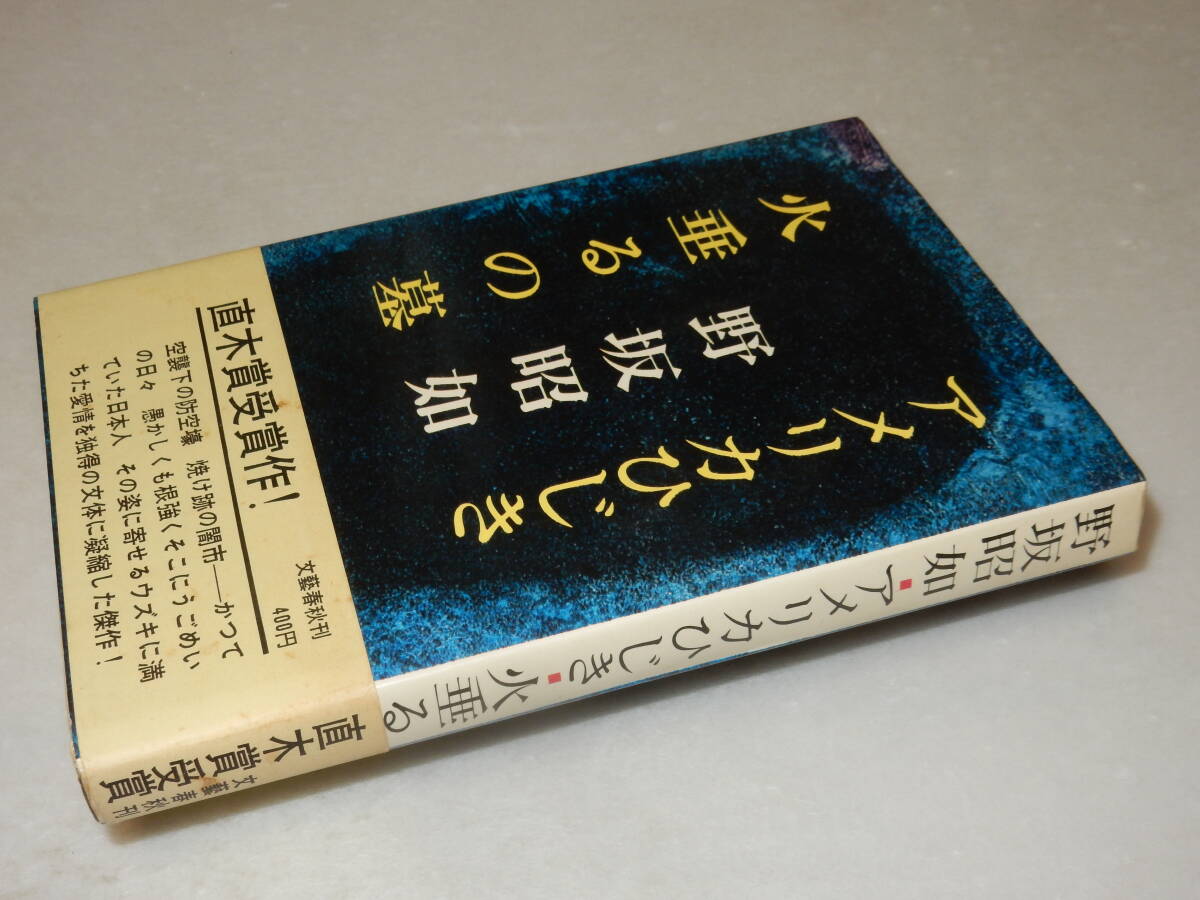 アメリカひじき
野坂昭如
火垂るの墓
直木賞受賞作！
空襲下の防空壕　焼け跡の闇市――かつて
の日々　愚かしくも根強くそこにうごめい
ていた日本人　その姿に寄せるウズキに満
ちた愛情を独得の文体に凝縮した傑作！
文藝春秋刊
400円
野坂昭如■アメリカひじき■火垂る
直木賞受賞
文藝春秋刊